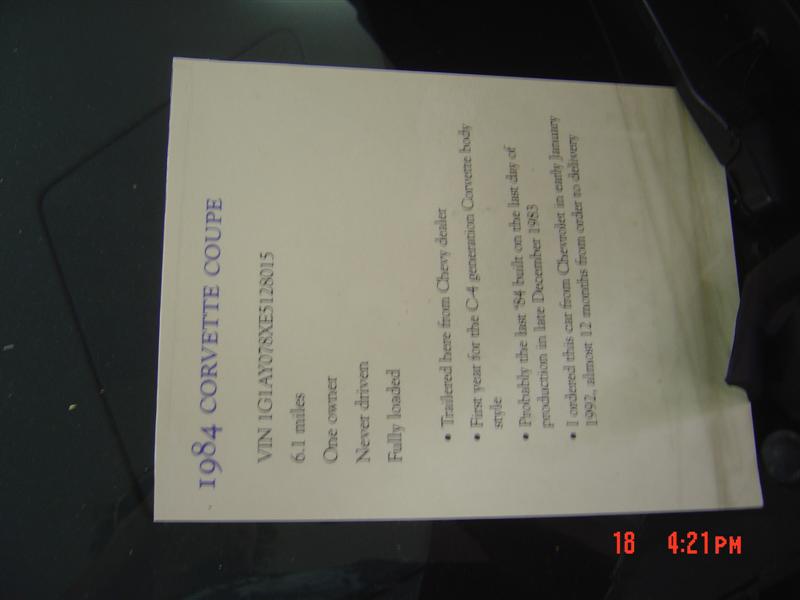 1984 CORVETTE COUPE
VIN 1G1AY078XE5128015
6.1 miles
One owner
Never driven
Fully loaded
• Trailered here from Chevy dealer
• First year for the C-4 generation Corvette body
style
• Probably the last '84 built on the last day of
production in late December 1983
• I ordered this car from Chevrolet in early January
1992, almost 12 months from order to delivery
18 4:21PM